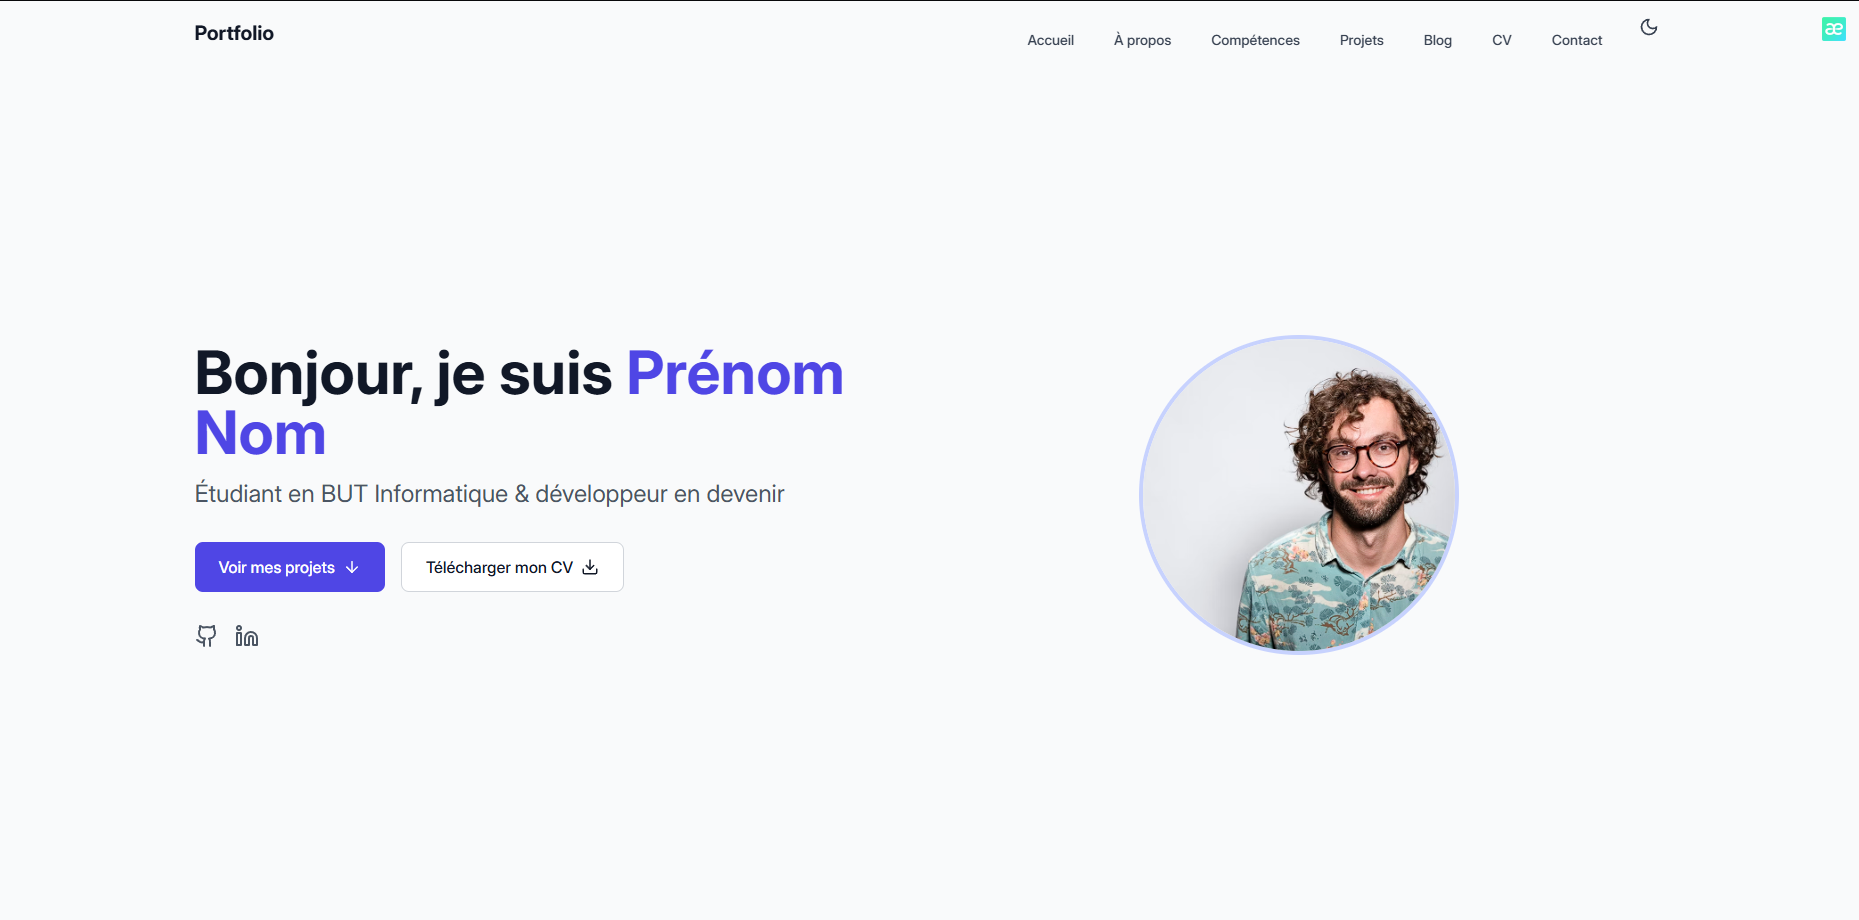 Portfolio
Accueil
À propos
Compétences
Projets
Blog
CV
Contact
æ
Bonjour, je suis Prénom
Nom
Étudiant en BUT Informatique & développeur en devenir
Voir mes projets
Télécharger mon CV
in